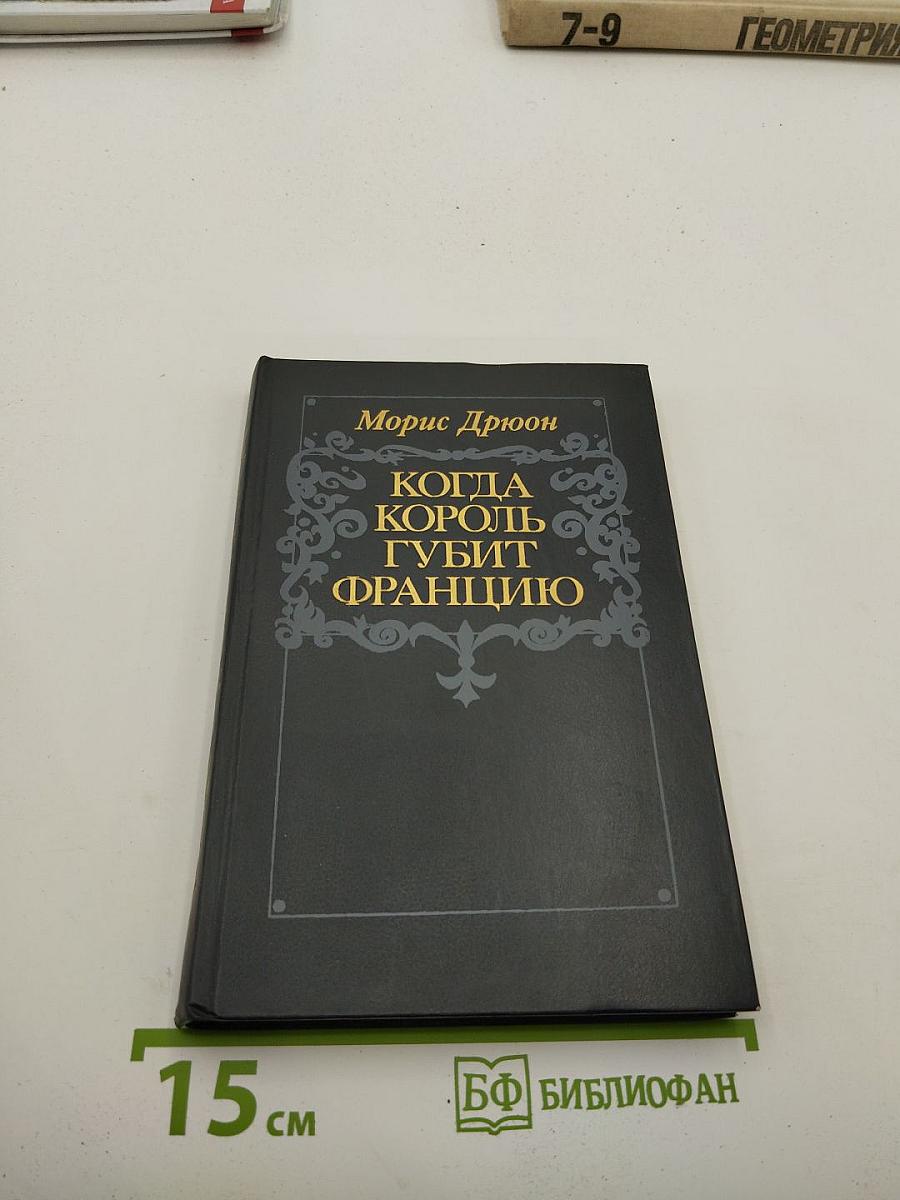 7-9 ГЕОМЕТРИЯ
Морис Дрюон
КОГДА
КОРОЛЬ
ГУБИТ
ФРАНЦИЮ
15 см
БФ БИБЛИОФАН